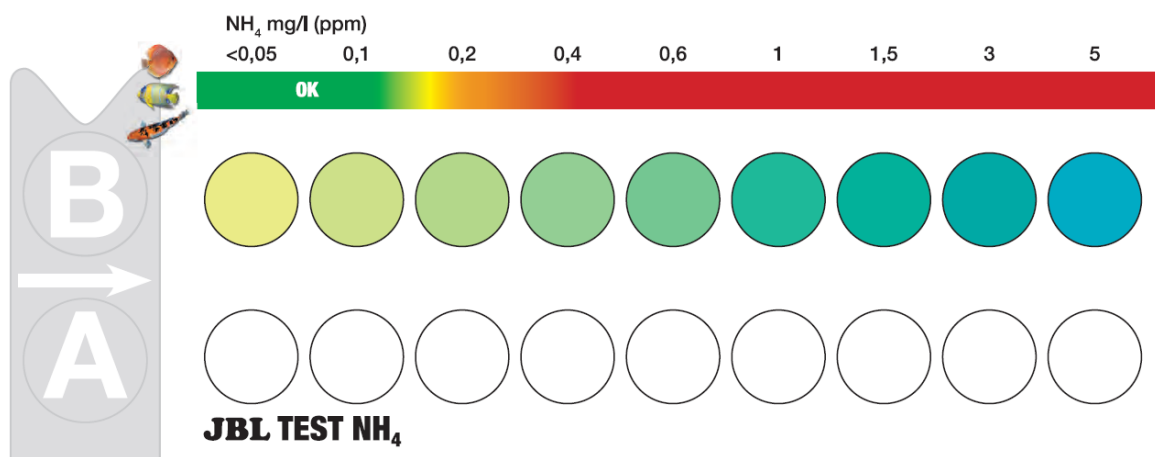 NH₄ mg/l (ppm)
<0,05 0,1 0,2 0,4 0,6 1 1,5 3 5
OK
B
A
JBL TEST NH₄